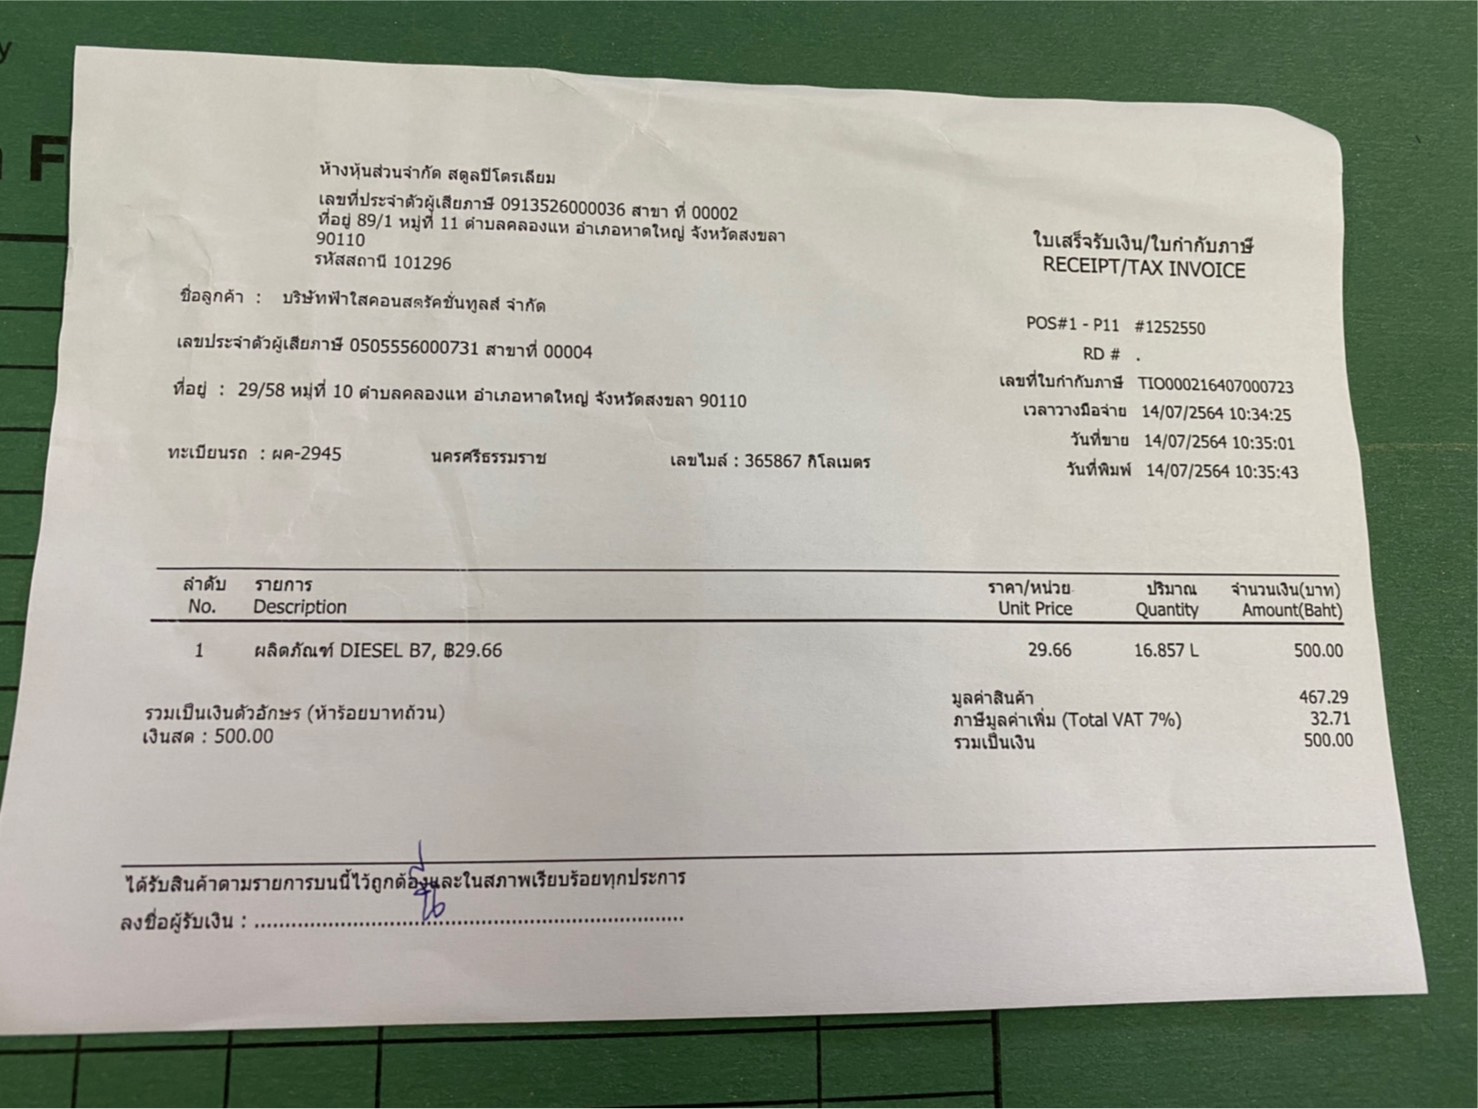 ห้างหุ้นส่วนจำกัด สตูลปิโตรเลียม
เลขที่ประจำตัวผู้เสียภาษี 0913526000036 สาขา ที่ 00002
ที่อยู่ 89/1 หมู่ที่ 11 ตำบลคลองแห อำเภอหาดใหญ่ จังหวัดสงขลา
90110
รหัสสถานี 101296
ใบเสร็จรับเงิน/ใบกำกับภาษี
RECEIPT/TAX INVOICE
ชื่อลูกค้า : บริษัทฟ้าใสคอนสตรัคชั่นทูลส์ จำกัด
เลขประจำตัวผู้เสียภาษี 0505556000731 สาขาที่ 00004
ที่อยู่ : 29/58 หมู่ที่ 10 ตำบลคลองแห อำเภอหาดใหญ่ จังหวัดสงขลา 90110
ทะเบียนรถ : ผค-2945 นครศรีธรรมราช เลขไมล์ : 365867 กิโลเมตร
POS#1 - P11 #1252550
RD # .
เลขที่ใบกำกับภาษี TIO000216407000723
เวลาวางมือจ่าย 14/07/2564 10:34:25
วันที่ขาย 14/07/2564 10:35:01
วันที่พิมพ์ 14/07/2564 10:35:43
ลำดับ รายการ ราคา/หน่วย ปริมาณ จำนวนเงิน(บาท)
No. Description Unit Price Quantity Amount(Baht)
1 ผลิตภัณฑ์ DIESEL B7, ฿29.66 29.66 16.857 L 500.00
มูลค่าสินค้า 467.29
ภาษีมูลค่าเพิ่ม (Total VAT 7%) 32.71
รวมเป็นเงิน 500.00
รวมเป็นเงินตัวอักษร (ห้าร้อยบาทถ้วน)
เงินสด : 500.00
ได้รับสินค้าตามรายการบนนี้ไว้ถูกต้องและในสภาพเรียบร้อยทุกประการ
ลงชื่อผู้รับเงิน : ......................................................................